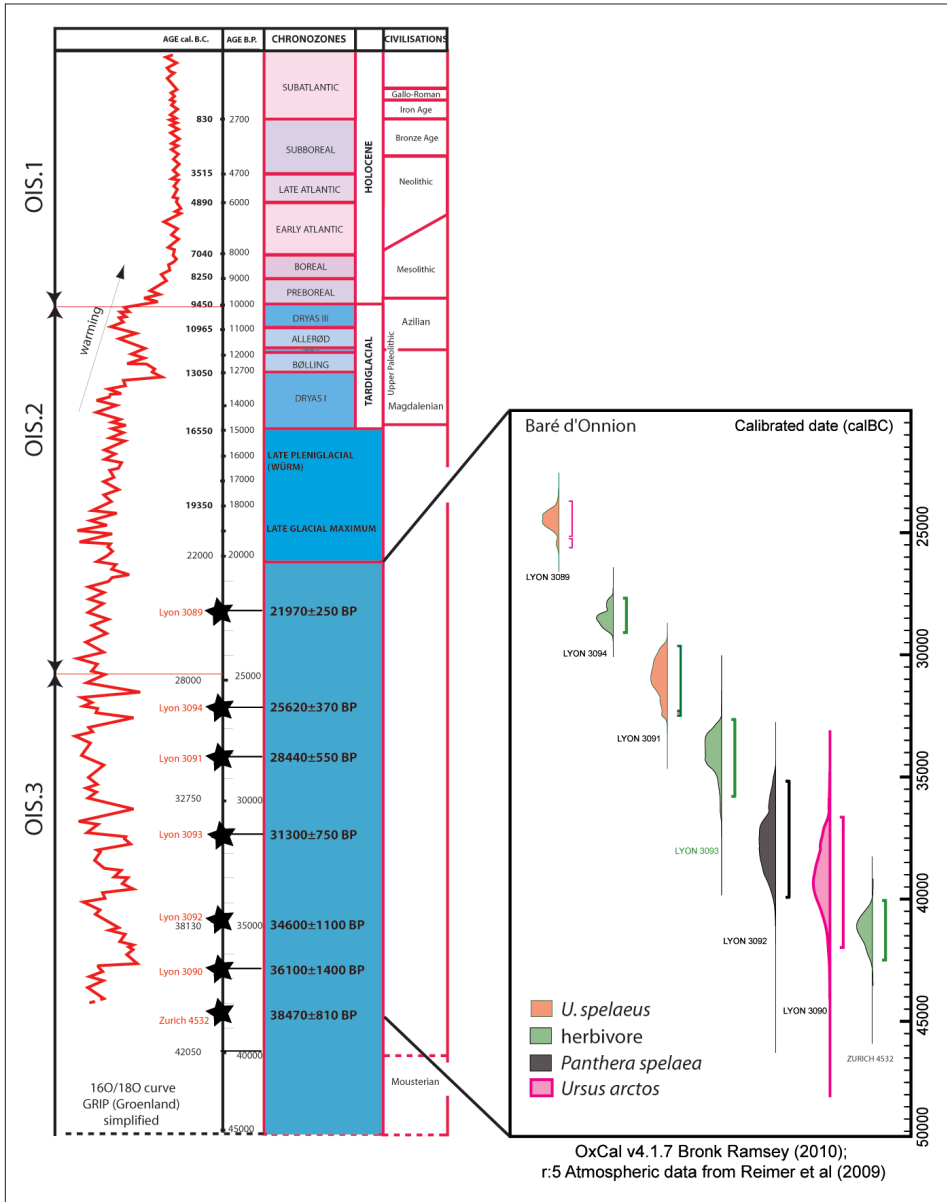 AGE cal. B.C.
AGE B.P.
CHRONOZONES
CIVILISATIONS
OIS.1
OIS.2
OIS.3
warming
830
3515
4890
7040
8250
9450
10965
13050
16550
19350
22000
28000
32750
38130
42050
2700
4700
6000
8000
9000
10000
11000
12000
12700
14000
15000
16000
17000
18000
20000
25000
30000
35000
40000
45000
Lyon 3089
Lyon 3094
Lyon 3091
Lyon 3093
Lyon 3092
Lyon 3090
Zurich 4532
SUBATLANTIC
SUBBOREAL
LATE ATLANTIC
EARLY ATLANTIC
BOREAL
PREBOREAL
DRYAS III
ALLERØD
BØLLING
DRYAS I
LATE PLENIGLACIAL
(WÜRM)
LATE GLACIAL MAXIMUM
21970±250 BP
25620±370 BP
28440±550 BP
31300±750 BP
34600±1100 BP
36100±1400 BP
38470±810 BP
HOLOCENE
TARDIGLACIAL
Gallo-Roman
Iron Age
Bronze Age
Neolithic
Mesolithic
Azilian
Upper Paleolithic
Magdalenian
Mousterian
16O/18O curve
GRIP (Groenland)
simplified
Baré d'Onnion
Calibrated date (calBC)
LYON 3089
LYON 3094
LYON 3091
LYON 3093
LYON 3092
LYON 3090
ZURICH 4532
25000
30000
35000
40000
45000
50000
U. spelaeus
herbivore
Panthera spelaea
Ursus arctos
OxCal v4.1.7 Bronk Ramsey (2010);
r:5 Atmospheric data from Reimer et al (2009)